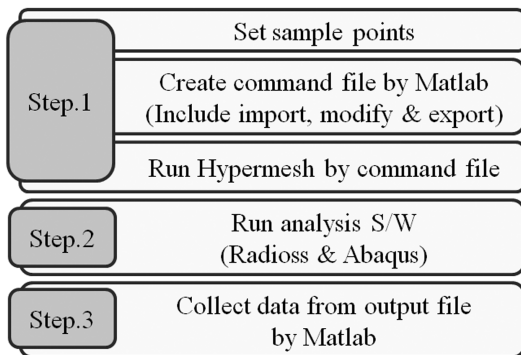 Step.1
Set sample points
Create command file by Matlab
(Include import, modify & export)
Run Hypermesh by command file
Step.2
Run analysis S/W
(Radioss & Abaqus)
Step.3
Collect data from output file
by Matlab